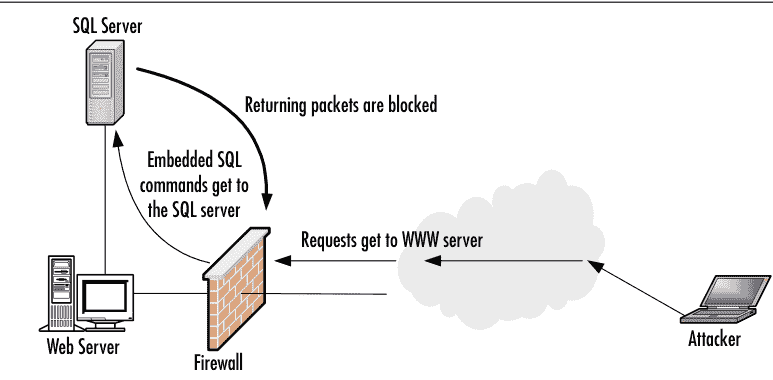 SQL Server
Returning packets are blocked
Embedded SQL
commands get to
the SQL server
Requests get to WWW server
Web Server
Firewall
Attacker